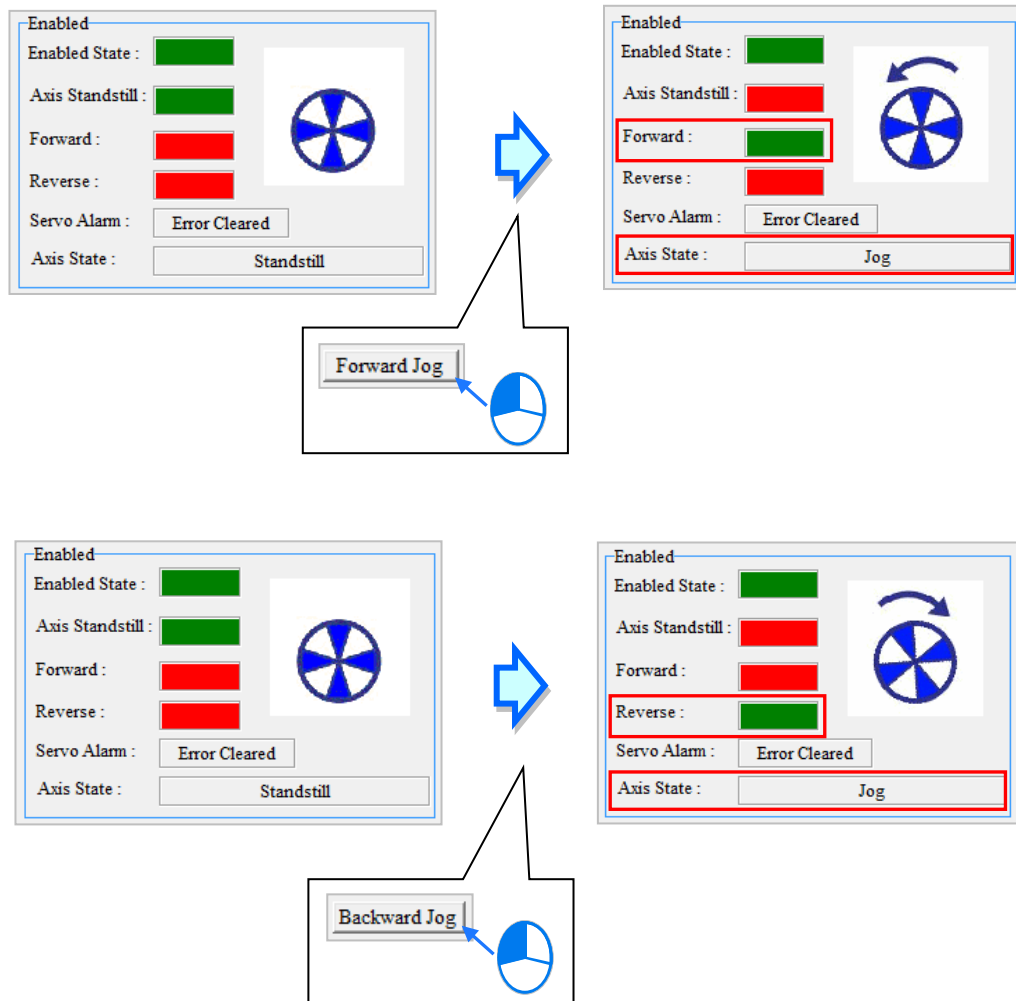 Enabled
Enabled State :
Axis Standstill :
Forward :
Reverse :
Servo Alarm : Error Cleared
Axis State : Standstill
Enabled
Enabled State :
Axis Standstill :
Forward :
Reverse :
Servo Alarm : Error Cleared
Axis State : Jog
Forward Jog
Enabled
Enabled State :
Axis Standstill :
Forward :
Reverse :
Servo Alarm : Error Cleared
Axis State : Standstill
Enabled
Enabled State :
Axis Standstill :
Forward :
Reverse :
Servo Alarm : Error Cleared
Axis State : Jog
Backward Jog